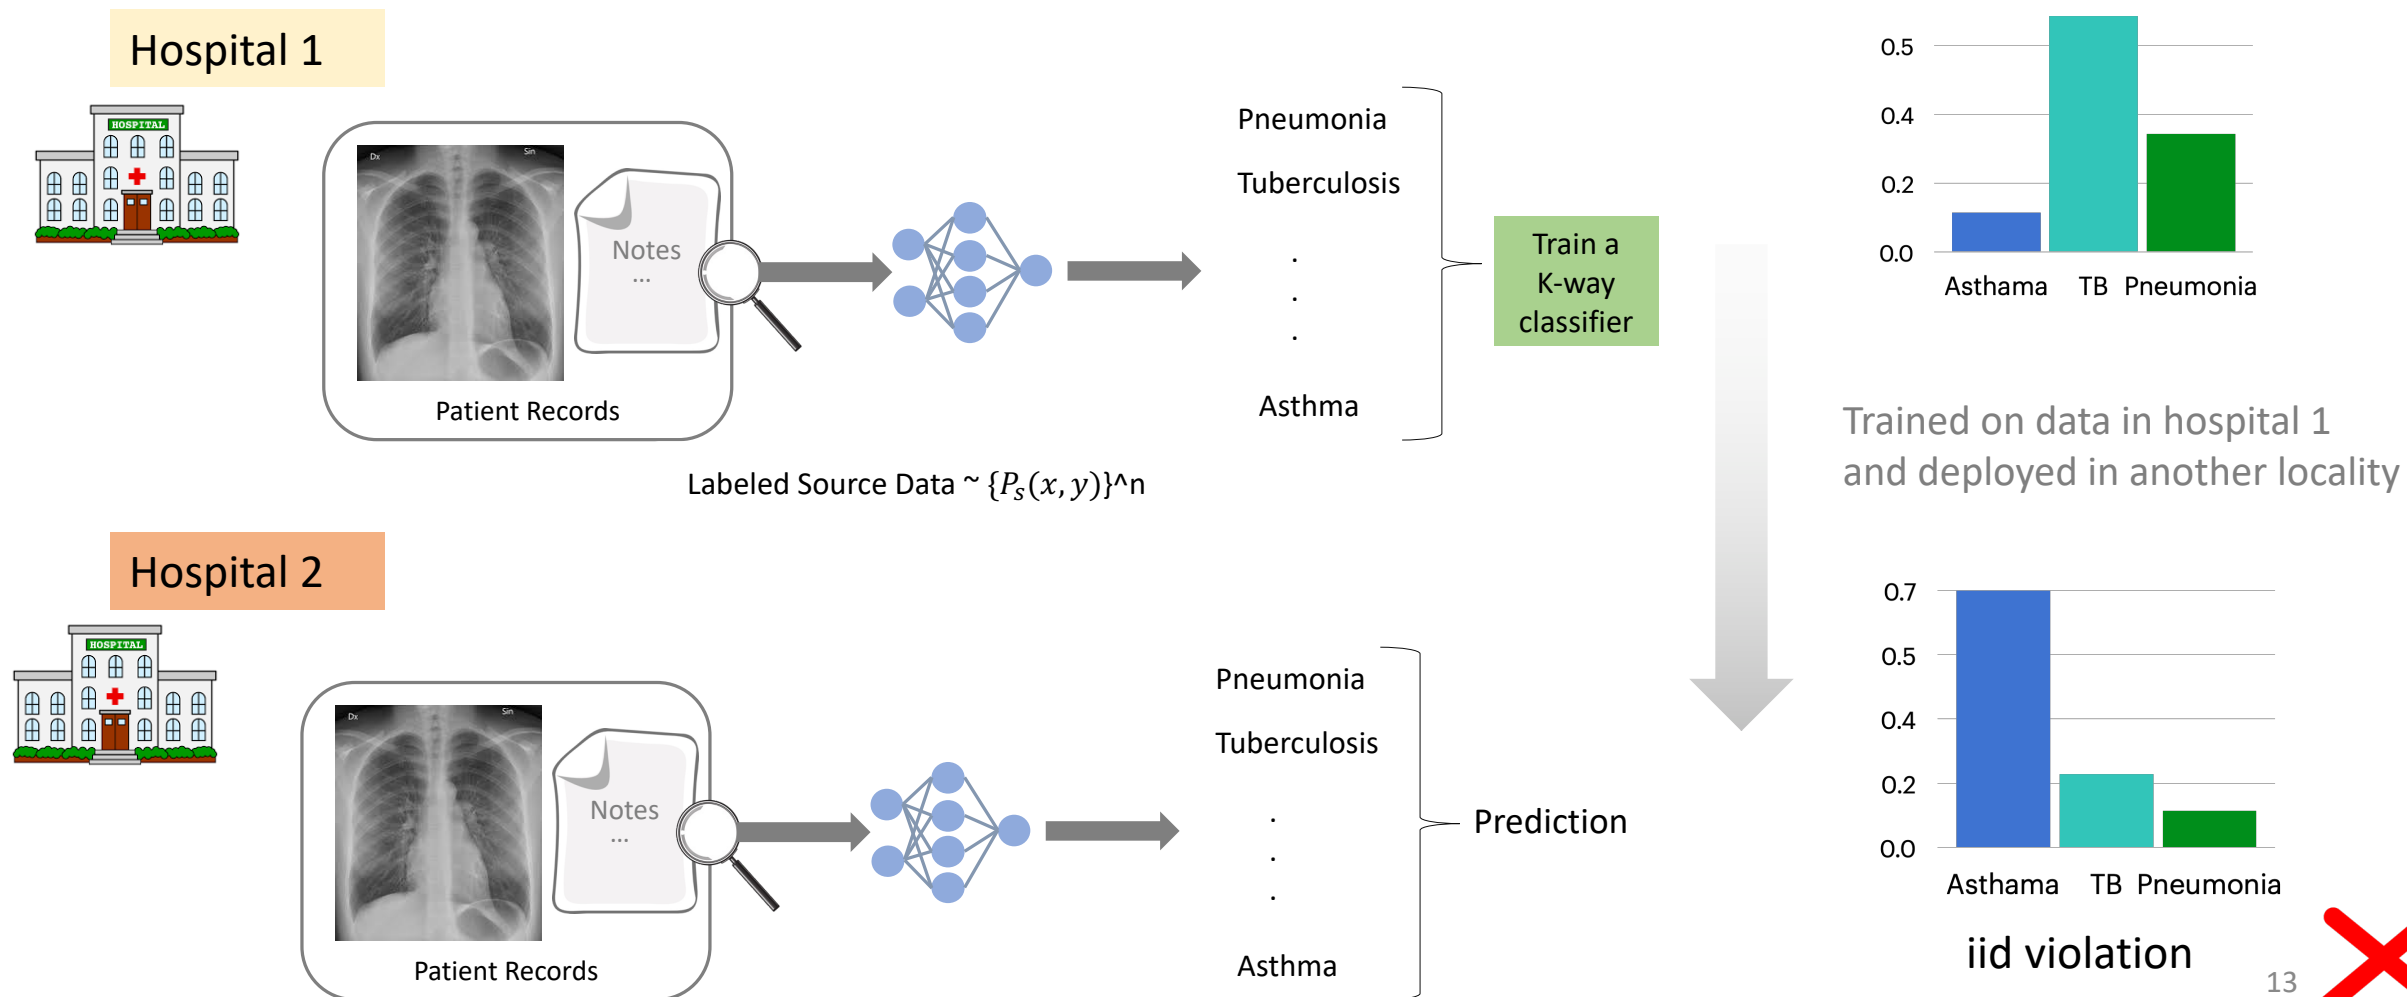 Hospital 1
HOSPITAL
Dx
Sin
Notes
...
Patient Records
Pneumonia
Tuberculosis
.
.
.
Asthma
Train a
K-way
classifier
0.5
0.4
0.2
0.0
Asthama TB Pneumonia
Labeled Source Data ~ {P_s(x, y)}^n
Trained on data in hospital 1
and deployed in another locality
Hospital 2
HOSPITAL
Dx
Sin
Notes
...
Patient Records
Pneumonia
Tuberculosis
.
.
.
Asthma
Prediction
0.7
0.5
0.4
0.2
0.0
Asthama TB Pneumonia
iid violation
13